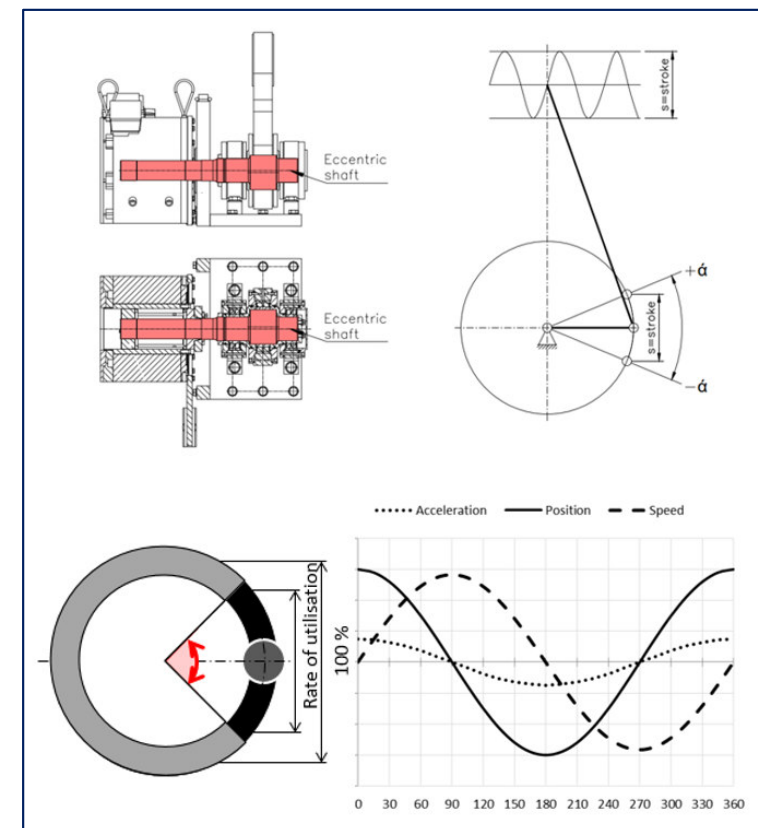 Eccentric
shaft
Eccentric
shaft
s=stroke
+ά
s=stroke
-ά
Rate of utilisation
100 %
Acceleration Position Speed
0 30 60 90 120 150 180 210 240 270 300 330 360